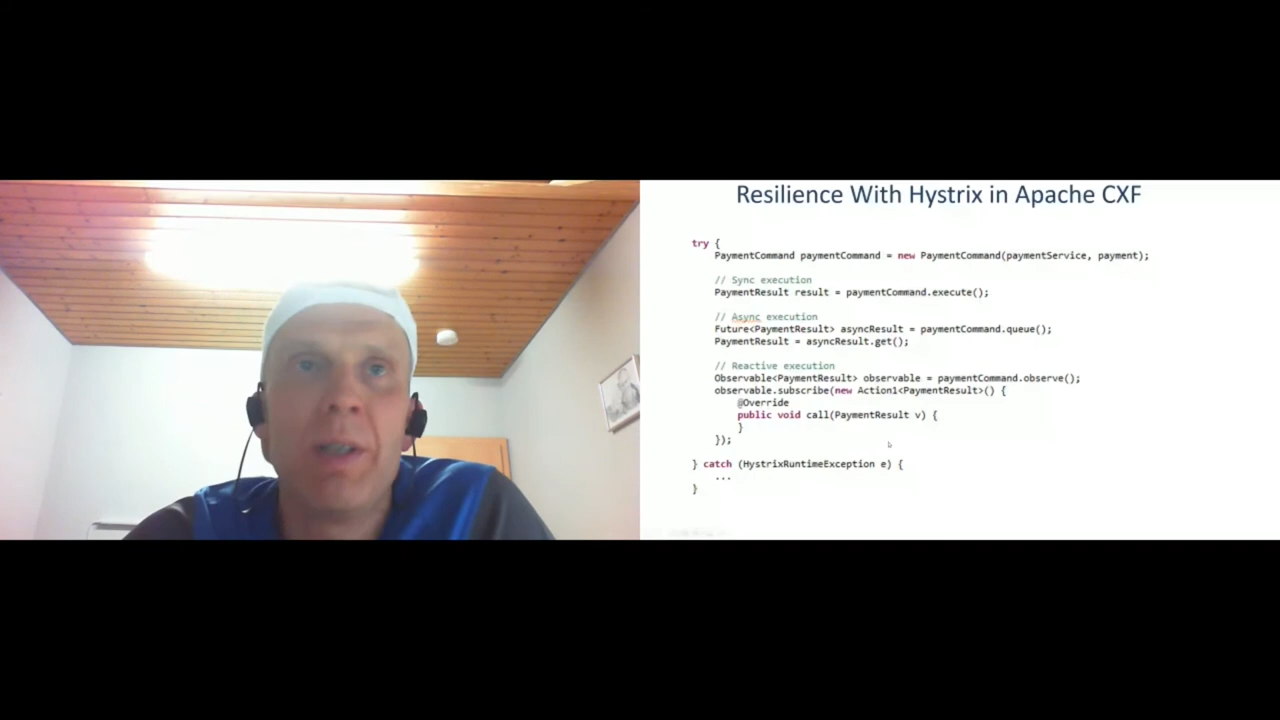 Resilience With Hystrix in Apache CXF
try {
PaymentCommand paymentCommand = new PaymentCommand(paymentService, payment);
// Sync execution
PaymentResult result = paymentCommand.execute();
// Async execution
Future<PaymentResult> asyncResult = paymentCommand.queue();
PaymentResult = asyncResult.get();
// Reactive execution
Observable<PaymentResult> observable = paymentCommand.observe();
observable.subscribe(new Action1<PaymentResult>() {
@Override
public void call(PaymentResult v) {
}
});
} catch (HystrixRuntimeException e) {
...
}